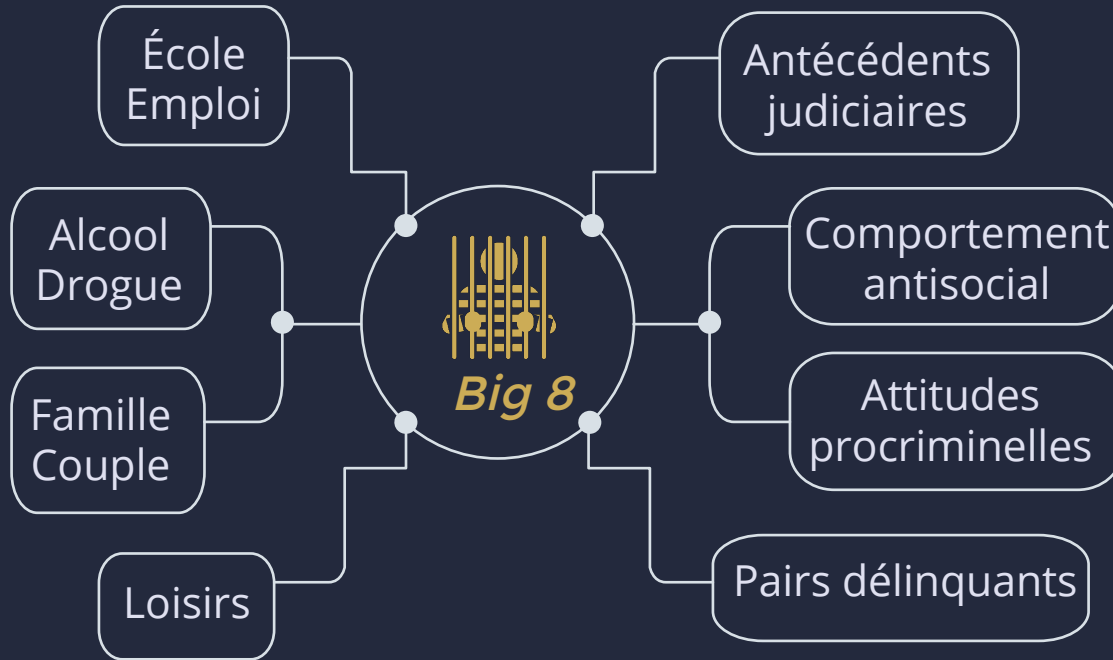 École
Emploi
Alcool
Drogue
Famille
Couple
Loisirs
Big 8
Antécédents
judiciaires
Comportement
antisocial
Attitudes
procriminelles
Pairs délinquants